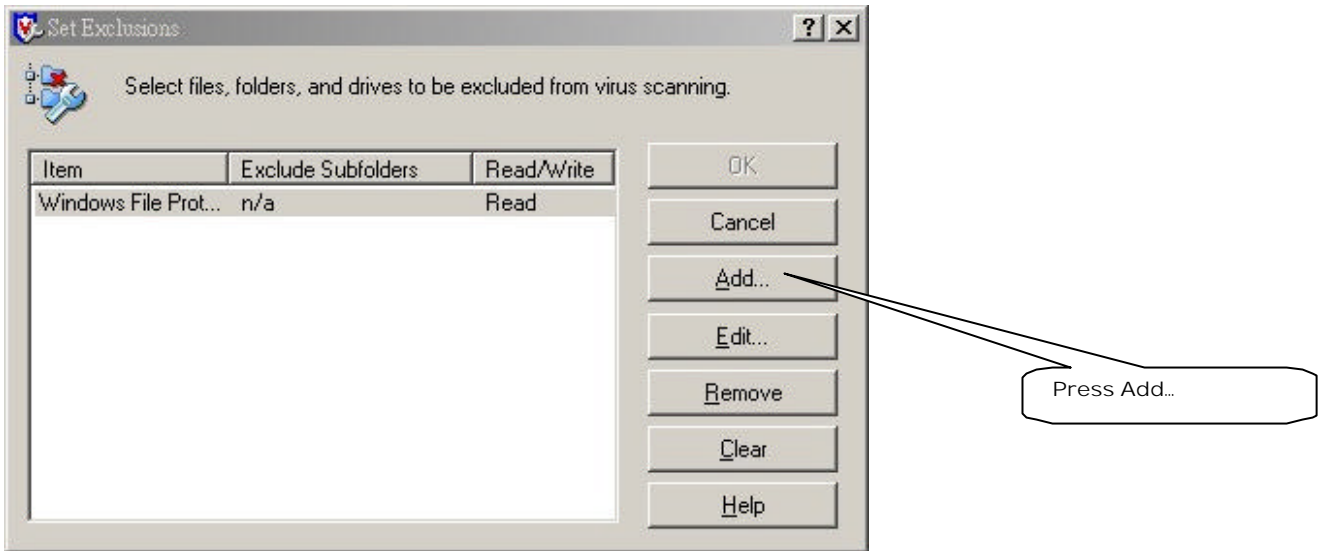 Set Exclusions
Select files, folders, and drives to be excluded from virus scanning.
Item Exclude Subfolders Read/Write
Windows File Prot... n/a Read
OK
Cancel
Add...
Edit...
Remove
Clear
Help
Press Add…